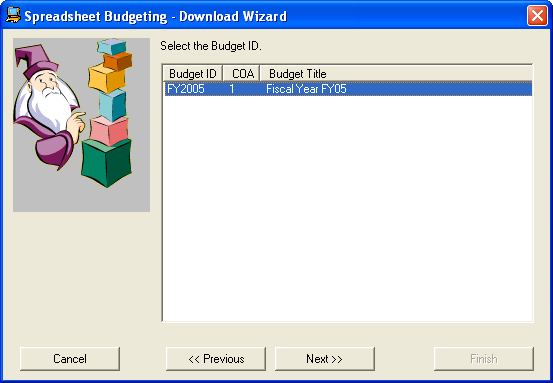 Spreadsheet Budgeting - Download Wizard
Select the Budget ID.
Budget ID COA Budget Title
FY2005 1 Fiscal Year FY05
Cancel << Previous Next >> Finish